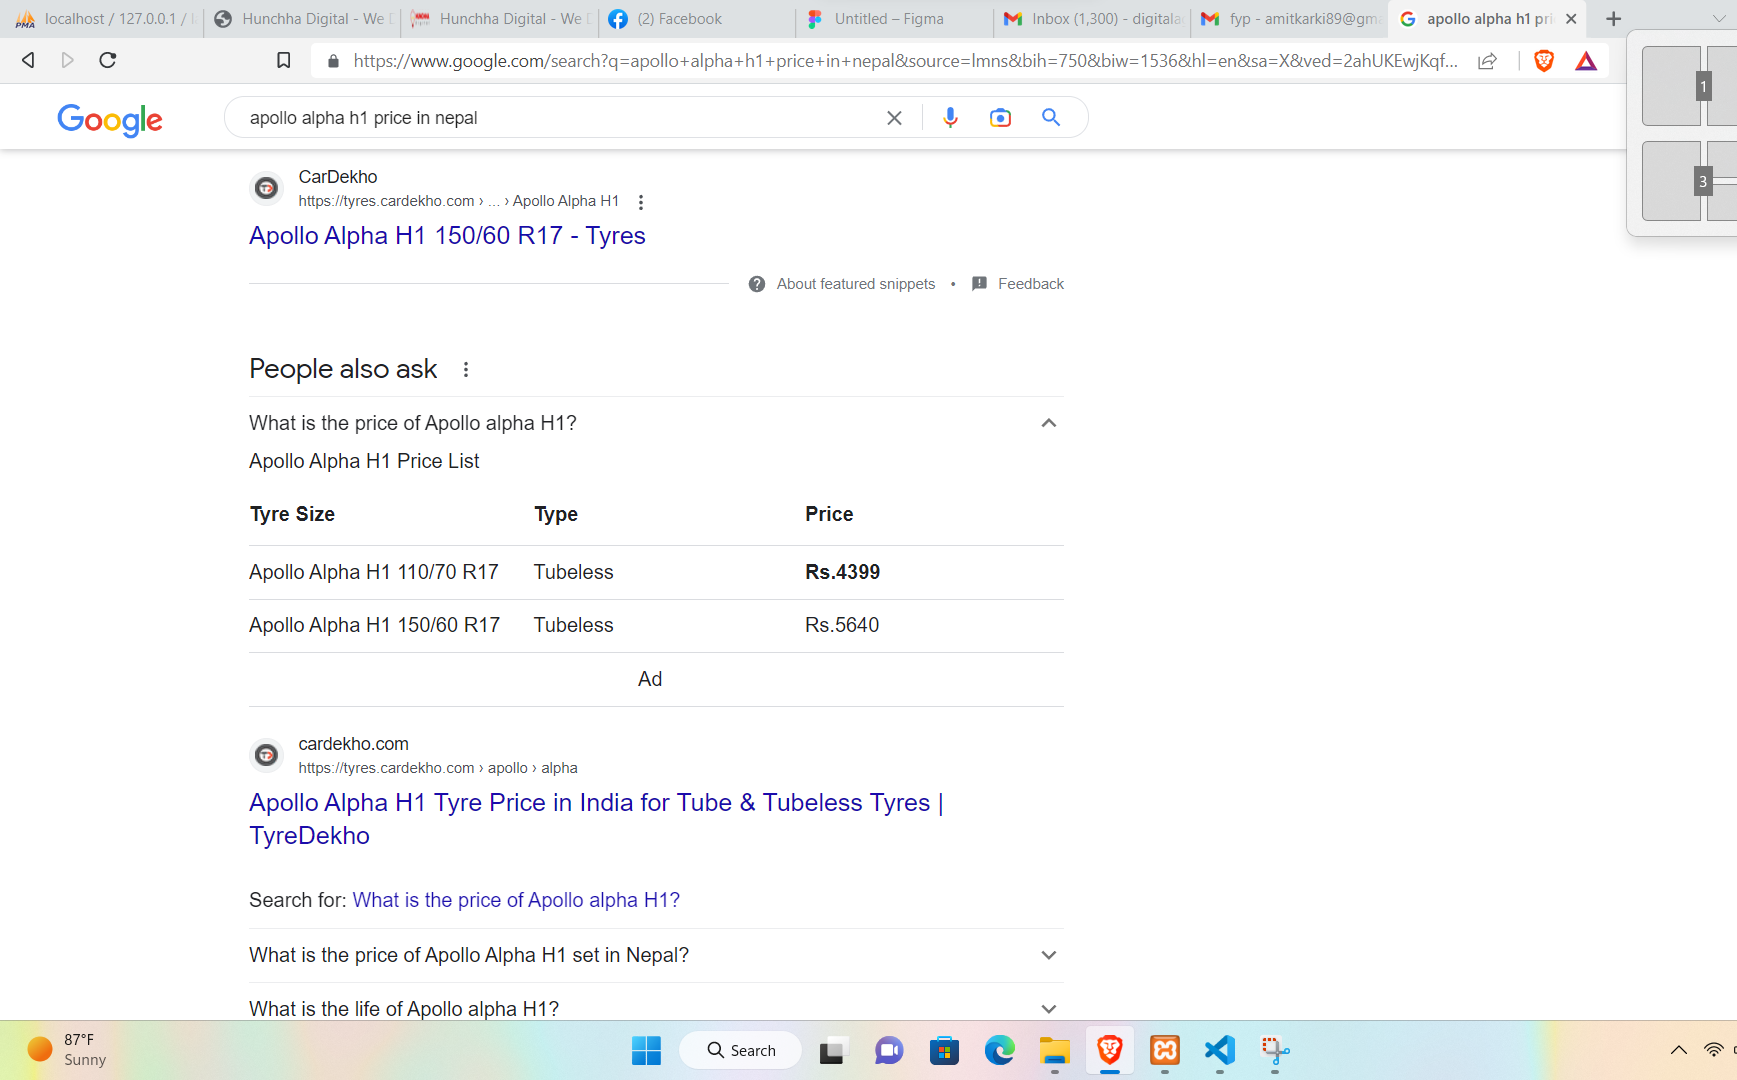 localhost / 127.0.0.1 /
Hunchha Digital - We
Hunchha Digital - We
(2) Facebook
Untitled – Figma
Inbox (1,300) - digitala
fyp - amitkarki89@gm
apollo alpha h1 pri
https://www.google.com/search?q=apollo+alpha+h1+price+in+nepal&source=lmns&bih=750&biw=1536&hl=en&sa=X&ved=2ahUKEwjKqf...
1
3
Google
apollo alpha h1 price in nepal
CarDekho
https://tyres.cardekho.com › ... › Apollo Alpha H1
Apollo Alpha H1 150/60 R17 - Tyres
About featured snippets • Feedback
People also ask
What is the price of Apollo alpha H1?
Apollo Alpha H1 Price List
Tyre Size Type Price
Apollo Alpha H1 110/70 R17 Tubeless Rs.4399
Apollo Alpha H1 150/60 R17 Tubeless Rs.5640
Ad
cardekho.com
https://tyres.cardekho.com › apollo › alpha
Apollo Alpha H1 Tyre Price in India for Tube & Tubeless Tyres |
TyreDekho
Search for: What is the price of Apollo alpha H1?
What is the price of Apollo Alpha H1 set in Nepal?
What is the life of Apollo alpha H1?
87°F
Sunny
Search